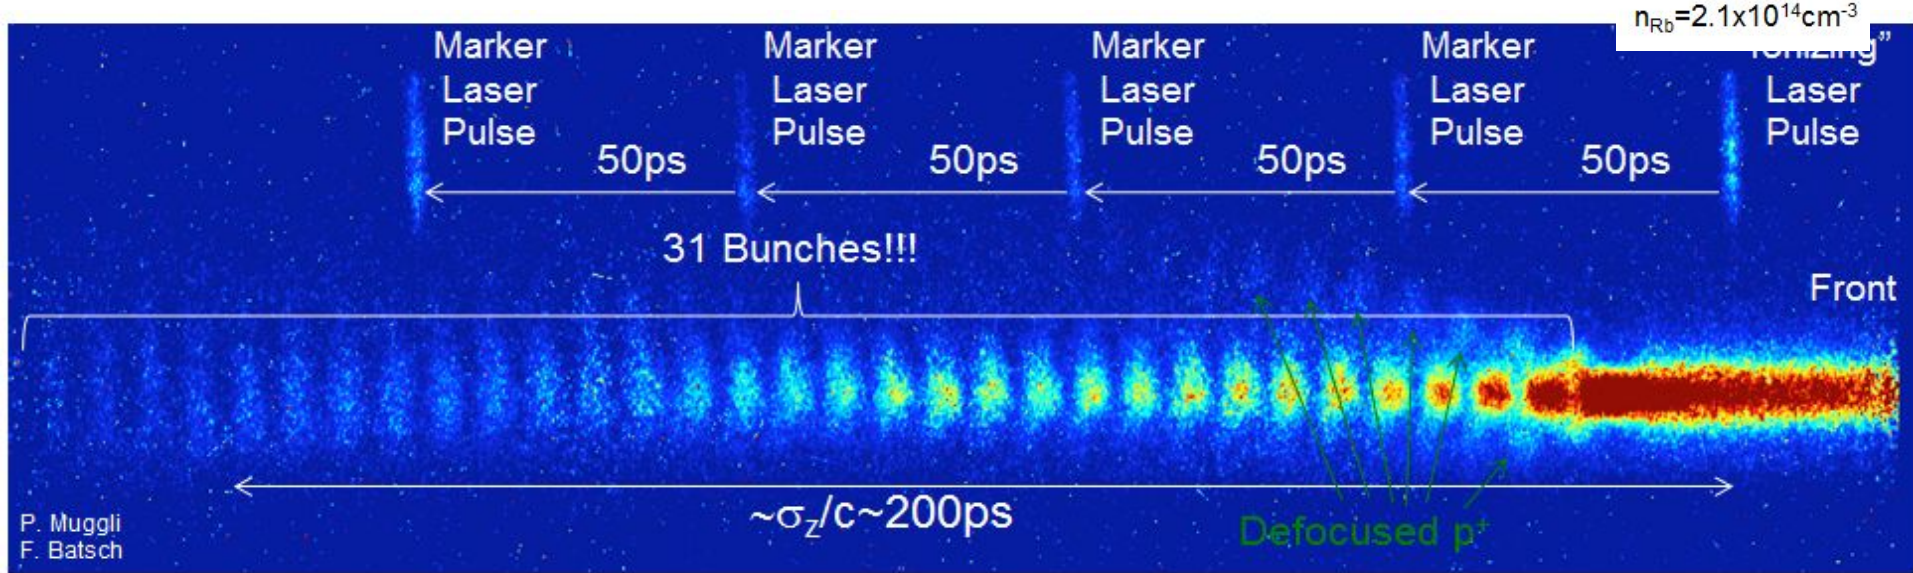 n_Rb=2.1x10^14cm^-3
Marker Marker Marker Marker
Laser Laser Laser Laser Laser
Pulse Pulse Pulse Pulse Pulse
50ps 50ps 50ps 50ps
31 Bunches!!!
Front
~σ_z/c~200ps
Defocused p^+
P. Muggli
F. Batsch